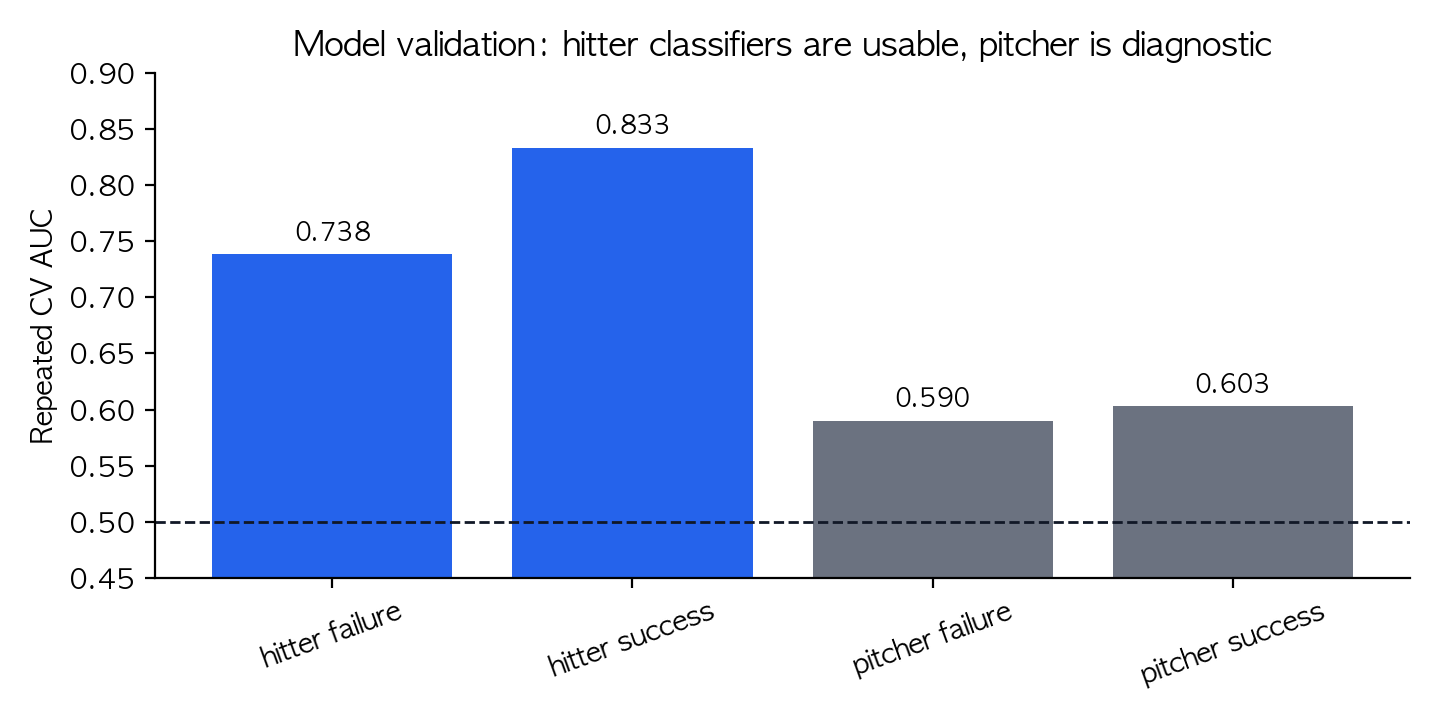 Model validation: hitter classifiers are usable, pitcher is diagnostic
Repeated CV AUC
0.90
0.85
0.80
0.75
0.70
0.65
0.60
0.55
0.50
0.45
0.738
0.833
0.590
0.603
hitter failure
hitter success
pitcher failure
pitcher success